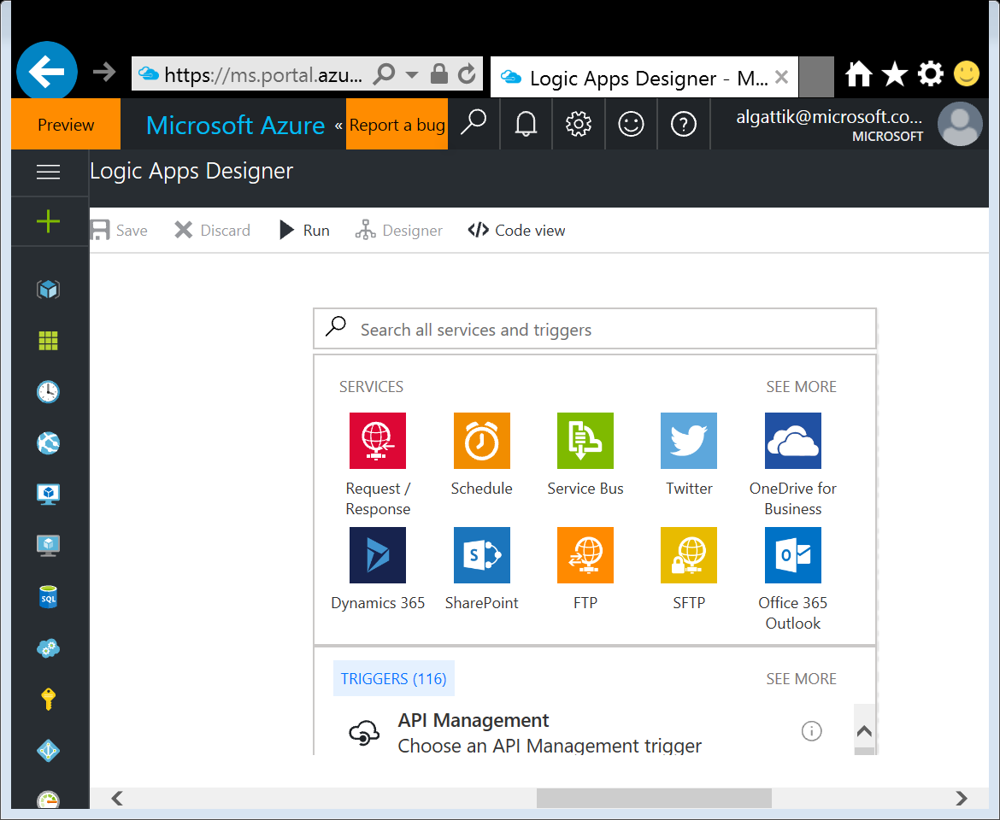 https://ms.portal.azu...
Logic Apps Designer - M...
Preview
Microsoft Azure «
Report a bug
algattik@microsoft.co...
MICROSOFT
Logic Apps Designer
Save
Discard
Run
Designer
Code view
Search all services and triggers
SERVICES
SEE MORE
Request /
Response
Schedule
Service Bus
Twitter
OneDrive for
Business
Dynamics 365
SharePoint
FTP
SFTP
Office 365
Outlook
SQL
TRIGGERS (116)
SEE MORE
API Management
Choose an API Management trigger